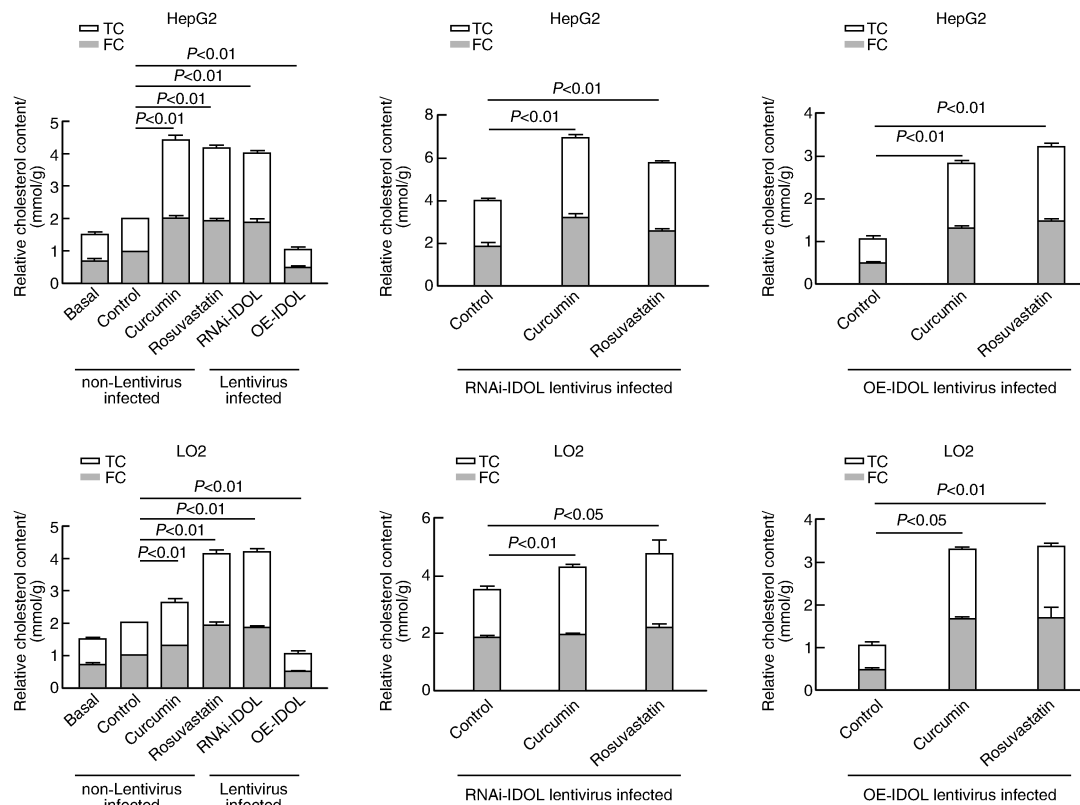 HepG2
TC
FC
P<0.01
P<0.01
P<0.01
P<0.01
Relative cholesterol content/
(mmol/g)
5
4
3
2
1
0
Basal
Control
Curcumin
Rosuvastatin
RNAi-IDOL
OE-IDOL
non-Lentivirus
infected
Lentivirus
infected
HepG2
TC
FC
P<0.01
P<0.01
Relative cholesterol content/
(mmol/g)
8
6
4
2
0
Control
Curcumin
Rosuvastatin
RNAi-IDOL lentivirus infected
HepG2
TC
FC
P<0.01
P<0.01
Relative cholesterol content/
(mmol/g)
4
3
2
1
0
Control
Curcumin
Rosuvastatin
OE-IDOL lentivirus infected
LO2
TC
FC
P<0.01
P<0.01
P<0.01
P<0.01
Relative cholesterol content/
(mmol/g)
5
4
3
2
1
0
Basal
Control
Curcumin
Rosuvastatin
RNAi-IDOL
OE-IDOL
non-Lentivirus
infected
Lentivirus
infected
LO2
TC
FC
P<0.05
P<0.01
Relative cholesterol content/
(mmol/g)
6
4
2
0
Control
Curcumin
Rosuvastatin
RNAi-IDOL lentivirus infected
LO2
TC
FC
P<0.01
P<0.05
Relative cholesterol content/
(mmol/g)
4
3
2
1
0
Control
Curcumin
Rosuvastatin
OE-IDOL lentivirus infected